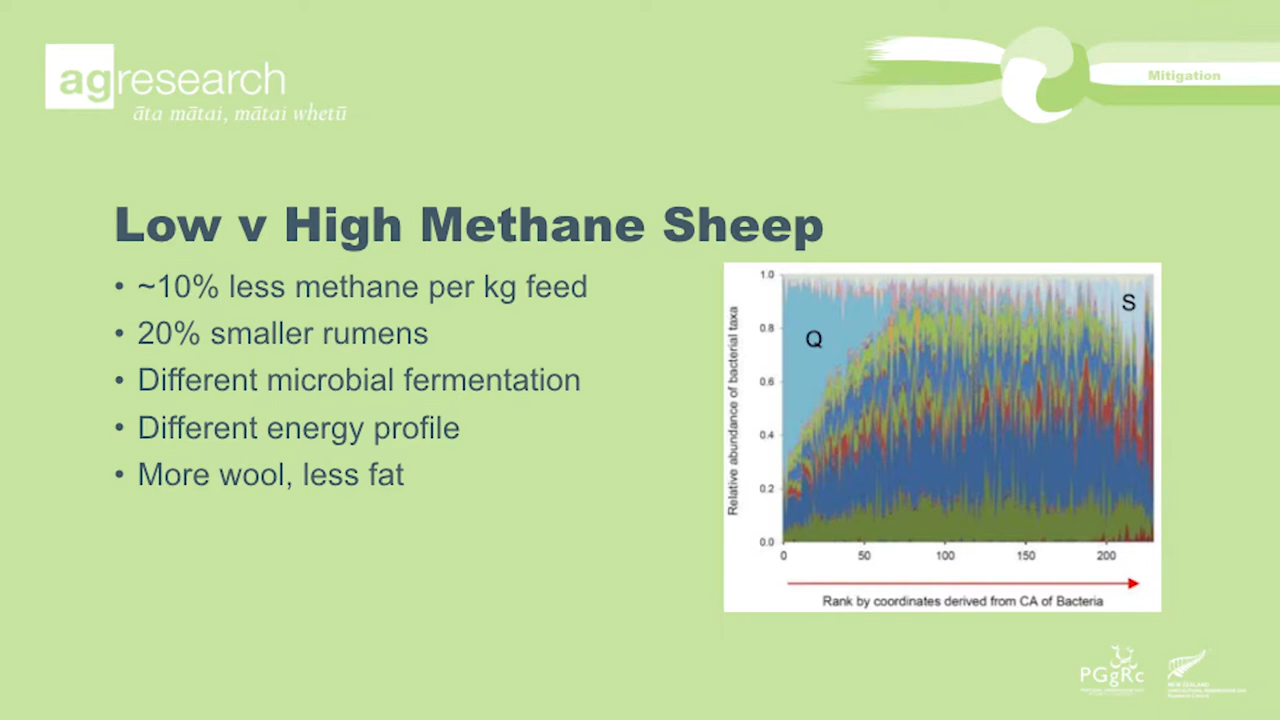 agresearch
āta mātai, mātai whetū
Mitigation
Low v High Methane Sheep
• ~10% less methane per kg feed
• 20% smaller rumens
• Different microbial fermentation
• Different energy profile
• More wool, less fat
Relative abundance of bacterial taxa
1.0
0.8
0.6
0.4
0.2
0.0
Q
S
0 50 100 150 200
Rank by coordinates derived from CA of Bacteria
PGgRc
NEW ZEALAND